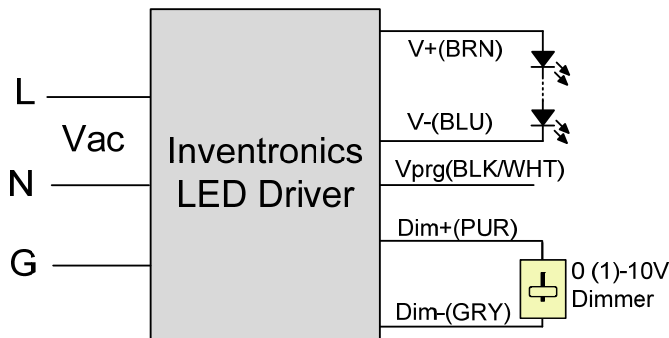 L
Vac
N
G
Inventronics
LED Driver
V+(BRN)
V-(BLU)
Vprg(BLK/WHT)
Dim+(PUR)
Dim-(GRY)
0 (1)-10V
Dimmer